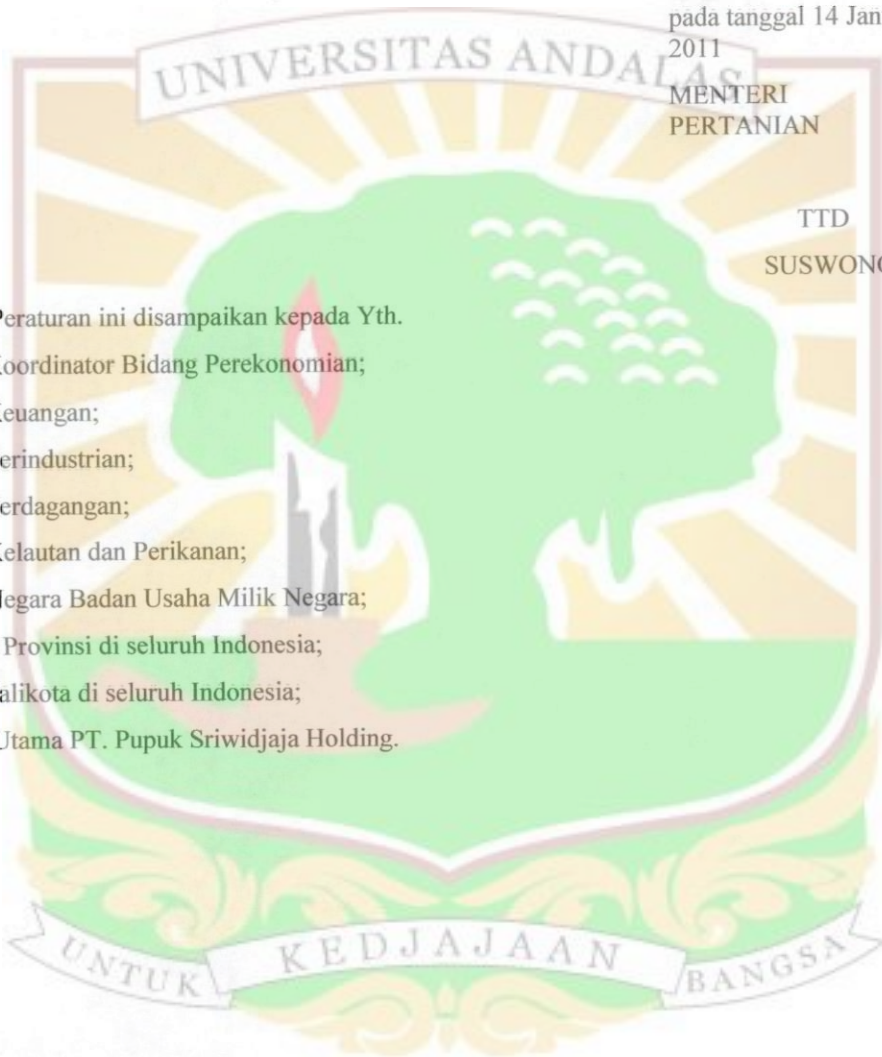 pada tanggal 14 Jan
2011
UNIVERSITAS ANDALAS
MENTERI
PERTANIAN
TTD
SUSWONO
Peraturan ini disampaikan kepada Yth.
Koordinator Bidang Perekonomian;
Keuangan;
Perindustrian;
Perdagangan;
Kelautan dan Perikanan;
Negara Badan Usaha Milik Negara;
Provinsi di seluruh Indonesia;
alikota di seluruh Indonesia;
Utama PT. Pupuk Sriwidjaja Holding.
UNTUK KEDJAJAAN BANGSA